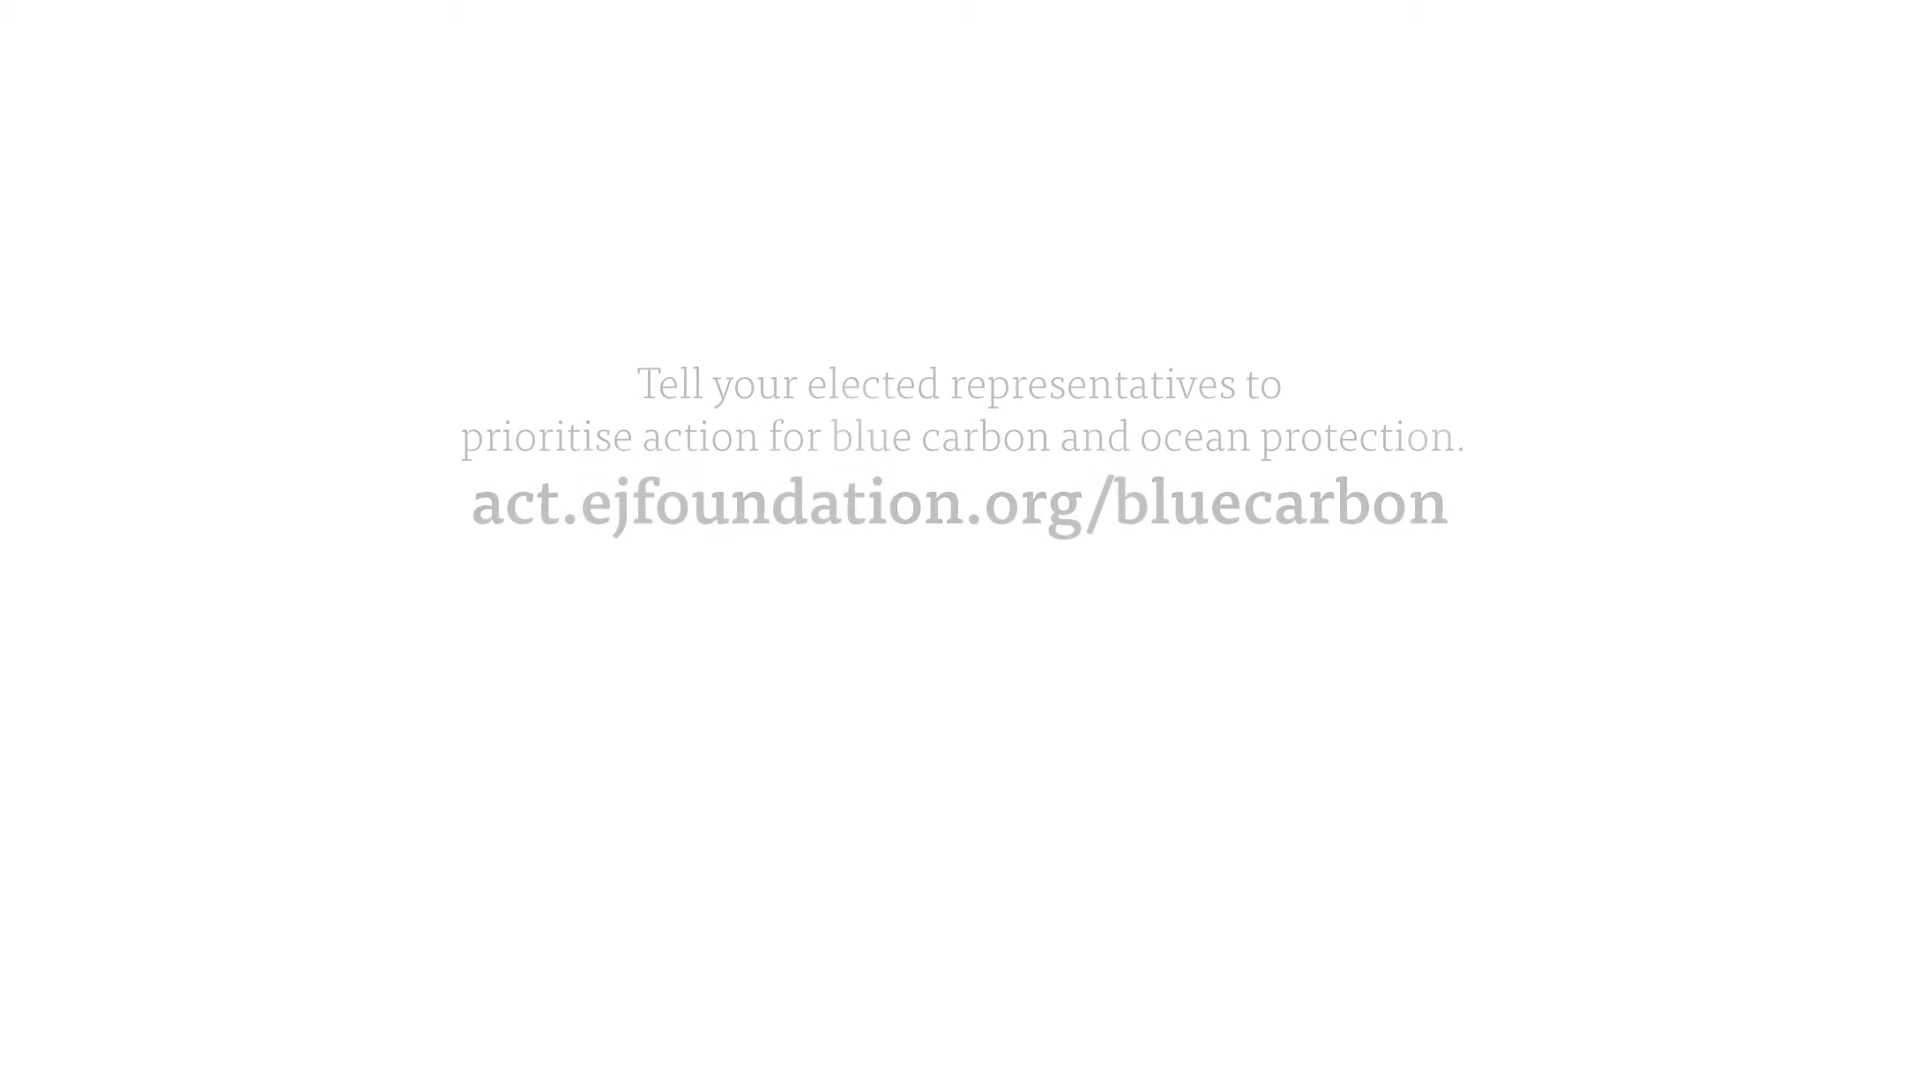 Tell your elected representatives to
prioritise action for blue carbon and ocean protection.
act.ejfoundation.org/bluecarbon